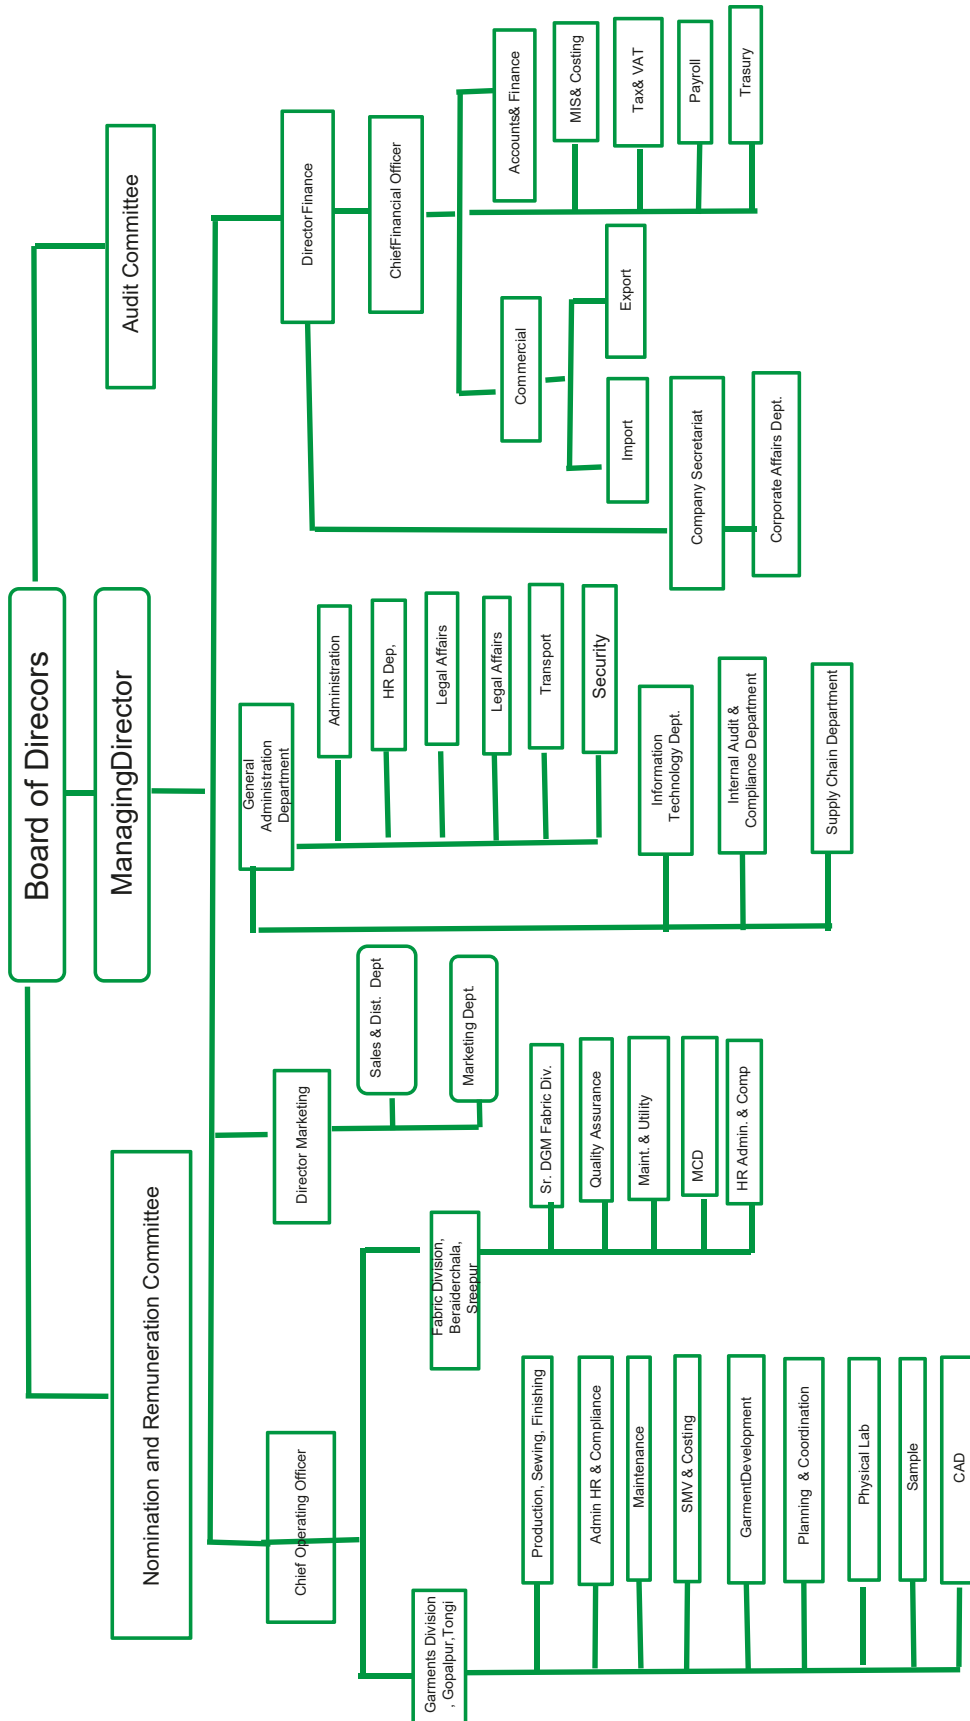 Board of Direcors
ManagingDirector
Nomination and Remuneration Committee
Audit Committee
Chief Operating Officer
Garments Division
, Gopalpur,Tongi
Production, Sewing, Finishing
Admin HR & Compliance
Maintenance
SMV & Costing
GarmentDevelopment
Planning & Coordination
Physical Lab
Sample
CAD
Fabric Division,
Beraiderchala,
Sreepur
Sr. DGM Fabric Div.
Quality Assurance
Maint. & Utility
MCD
HR Admin. & Comp
Director Marketing
Sales & Dist. Dept
Marketing Dept.
General
Administration
Department
Administration
HR Dep,
Legal Affairs
Legal Affairs
Transport
Security
Information
Technology Dept.
Internal Audit &
Compliance Department
Supply Chain Department
DirectorFinance
ChiefFinancial Officer
Commercial
Import
Export
Accounts& Finance
MIS& Costing
Tax& VAT
Payroll
Trasury
Company Secretariat
Corporate Affairs Dept.